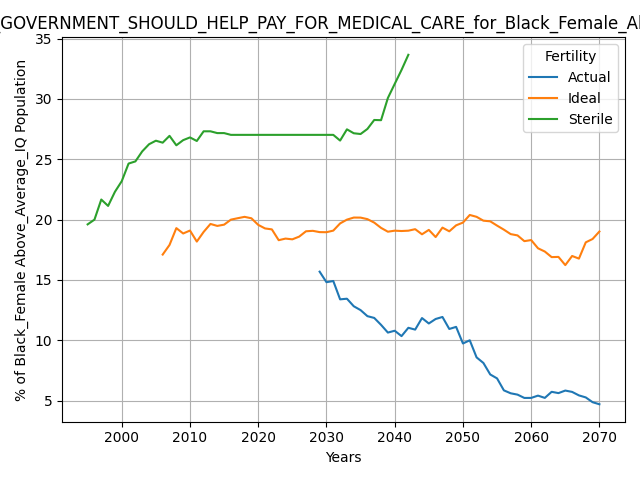 _GOVERNMENT_SHOULD_HELP_PAY_FOR_MEDICAL_CARE_for_Black_Female_A
% of Black_Female Above_Average_IQ Population
35
30
25
20
15
10
5
Fertility
Actual
Ideal
Sterile
2000 2010 2020 2030 2040 2050 2060 2070
Years